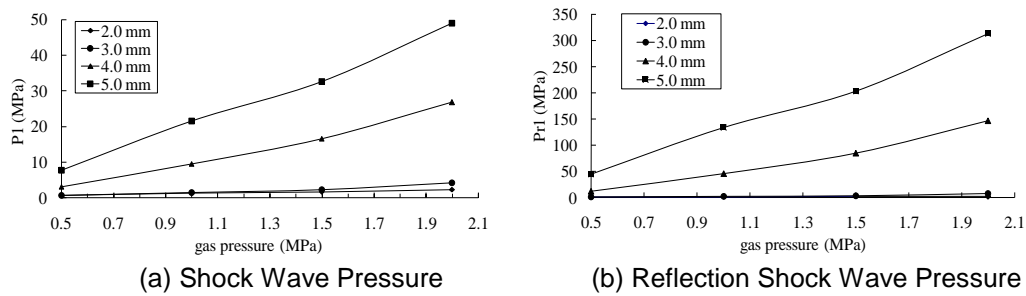 50
40
30
20
10
0
P1 (MPa)
2.0 mm
3.0 mm
4.0 mm
5.0 mm
0.5 0.7 0.9 1.1 1.3 1.5 1.7 1.9 2.1
gas pressure (MPa)
(a) Shock Wave Pressure
350
300
250
200
150
100
50
0
Pr1 (MPa)
2.0 mm
3.0 mm
4.0 mm
5.0 mm
0.5 0.7 0.9 1.1 1.3 1.5 1.7 1.9 2.1
gas pressure (MPa)
(b) Reflection Shock Wave Pressure